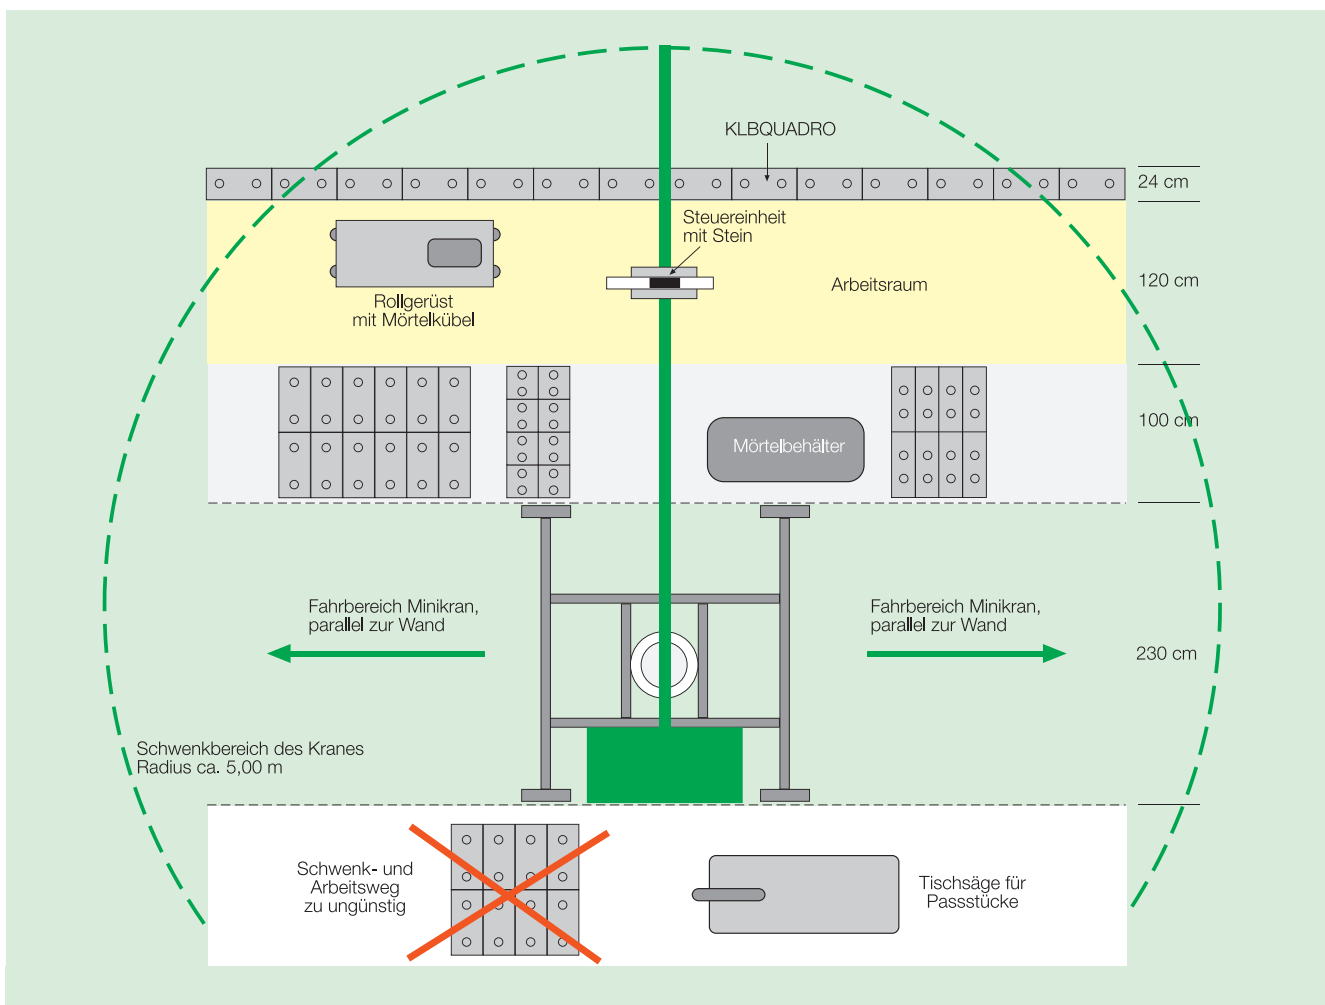 KLBQUADRO
24 cm
Steuereinheit
mit Stein
Arbeitsraum
120 cm
Rollgerüst
mit Mörtelkübel
100 cm
Mörtelbehälter
Fahrbereich Minikran,
parallel zur Wand
Fahrbereich Minikran,
parallel zur Wand
230 cm
Schwenkbereich des Kranes
Radius ca. 5,00 m
Schwenk- und
Arbeitsweg
zu ungünstig
Tischsäge für
Passstücke